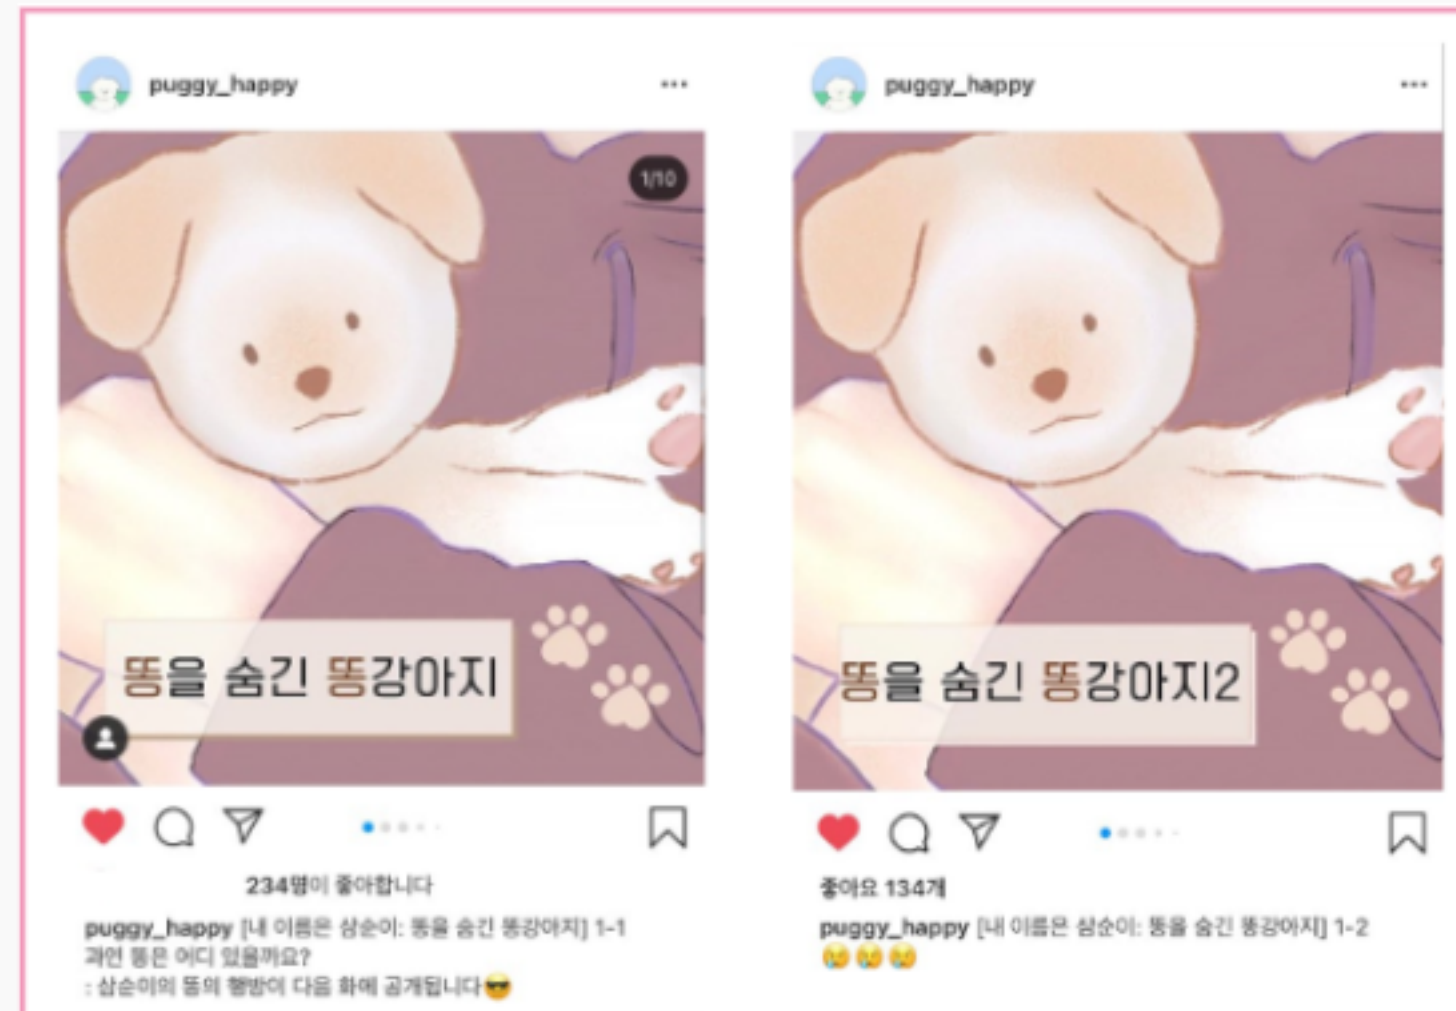 puggy_happy
1/10
똥을 숨긴 똥강아지
234명이 좋아합니다
puggy_happy [내 이름은 삼순이: 똥을 숨긴 똥강아지] 1-1
과연 똥은 어디 있을까요?
: 삼순이의 똥의 행방이 다음 화에 공개됩니다😎
puggy_happy
똥을 숨긴 똥강아지2
좋아요 134개
puggy_happy [내 이름은 삼순이: 똥을 숨긴 똥강아지] 1-2
😢😢😢